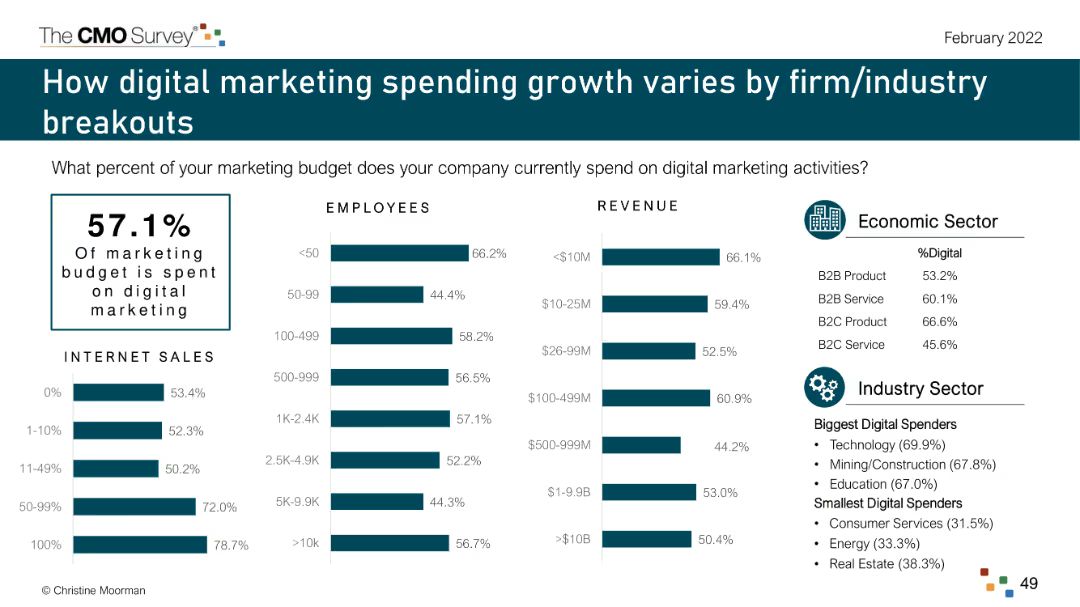 The CMO Survey®
February 2022
How digital marketing spending growth varies by firm/industry
breakouts
What percent of your marketing budget does your company currently spend on digital marketing activities?
57.1%
Of marketing
budget is spent
on digital
marketing
INTERNET SALES
0% 53.4%
1-10% 52.3%
11-49% 50.2%
50-99% 72.0%
100% 78.7%
EMPLOYEES
<50 66.2%
50-99 44.4%
100-499 58.2%
500-999 56.5%
1K-2.4K 57.1%
2.5K-4.9K 52.2%
5K-9.9K 44.3%
>10k 56.7%
REVENUE
<$10M 66.1%
$10-25M 59.4%
$26-99M 52.5%
$100-499M 60.9%
$500-999M 44.2%
$1-9.9B 53.0%
>$10B 50.4%
Economic Sector
%Digital
B2B Product 53.2%
B2B Service 60.1%
B2C Product 66.6%
B2C Service 45.6%
Industry Sector
Biggest Digital Spenders
• Technology (69.9%)
• Mining/Construction (67.8%)
• Education (67.0%)
Smallest Digital Spenders
• Consumer Services (31.5%)
• Energy (33.3%)
• Real Estate (38.3%)
© Christine Moorman
49